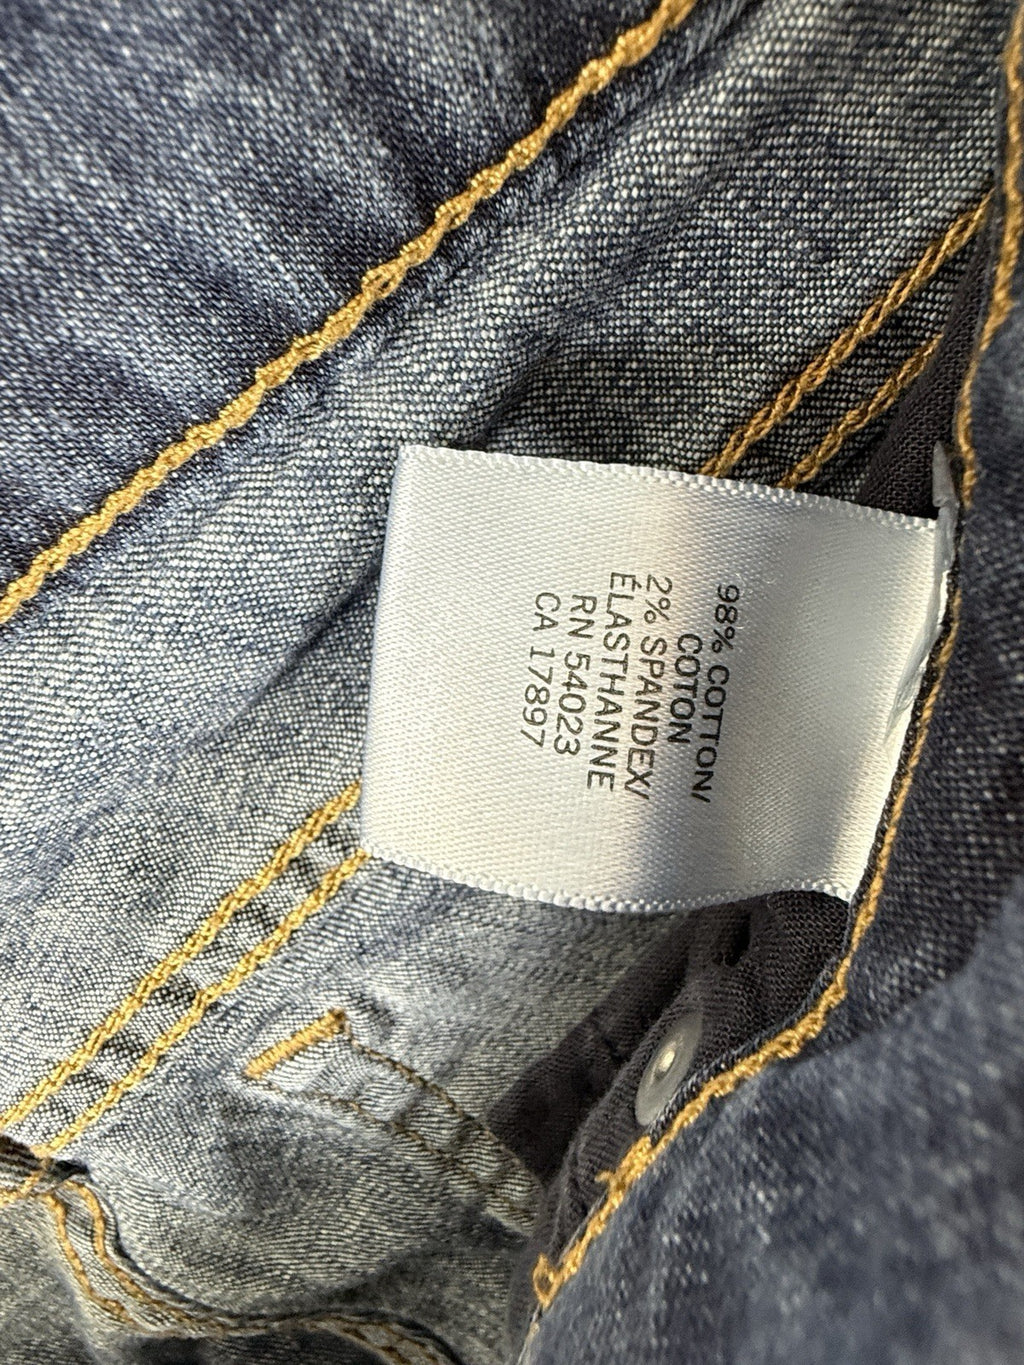 98% COTTON/
COTON
2% SPANDEX/
ÉLASTHANNE
RN 54023
CA 17897